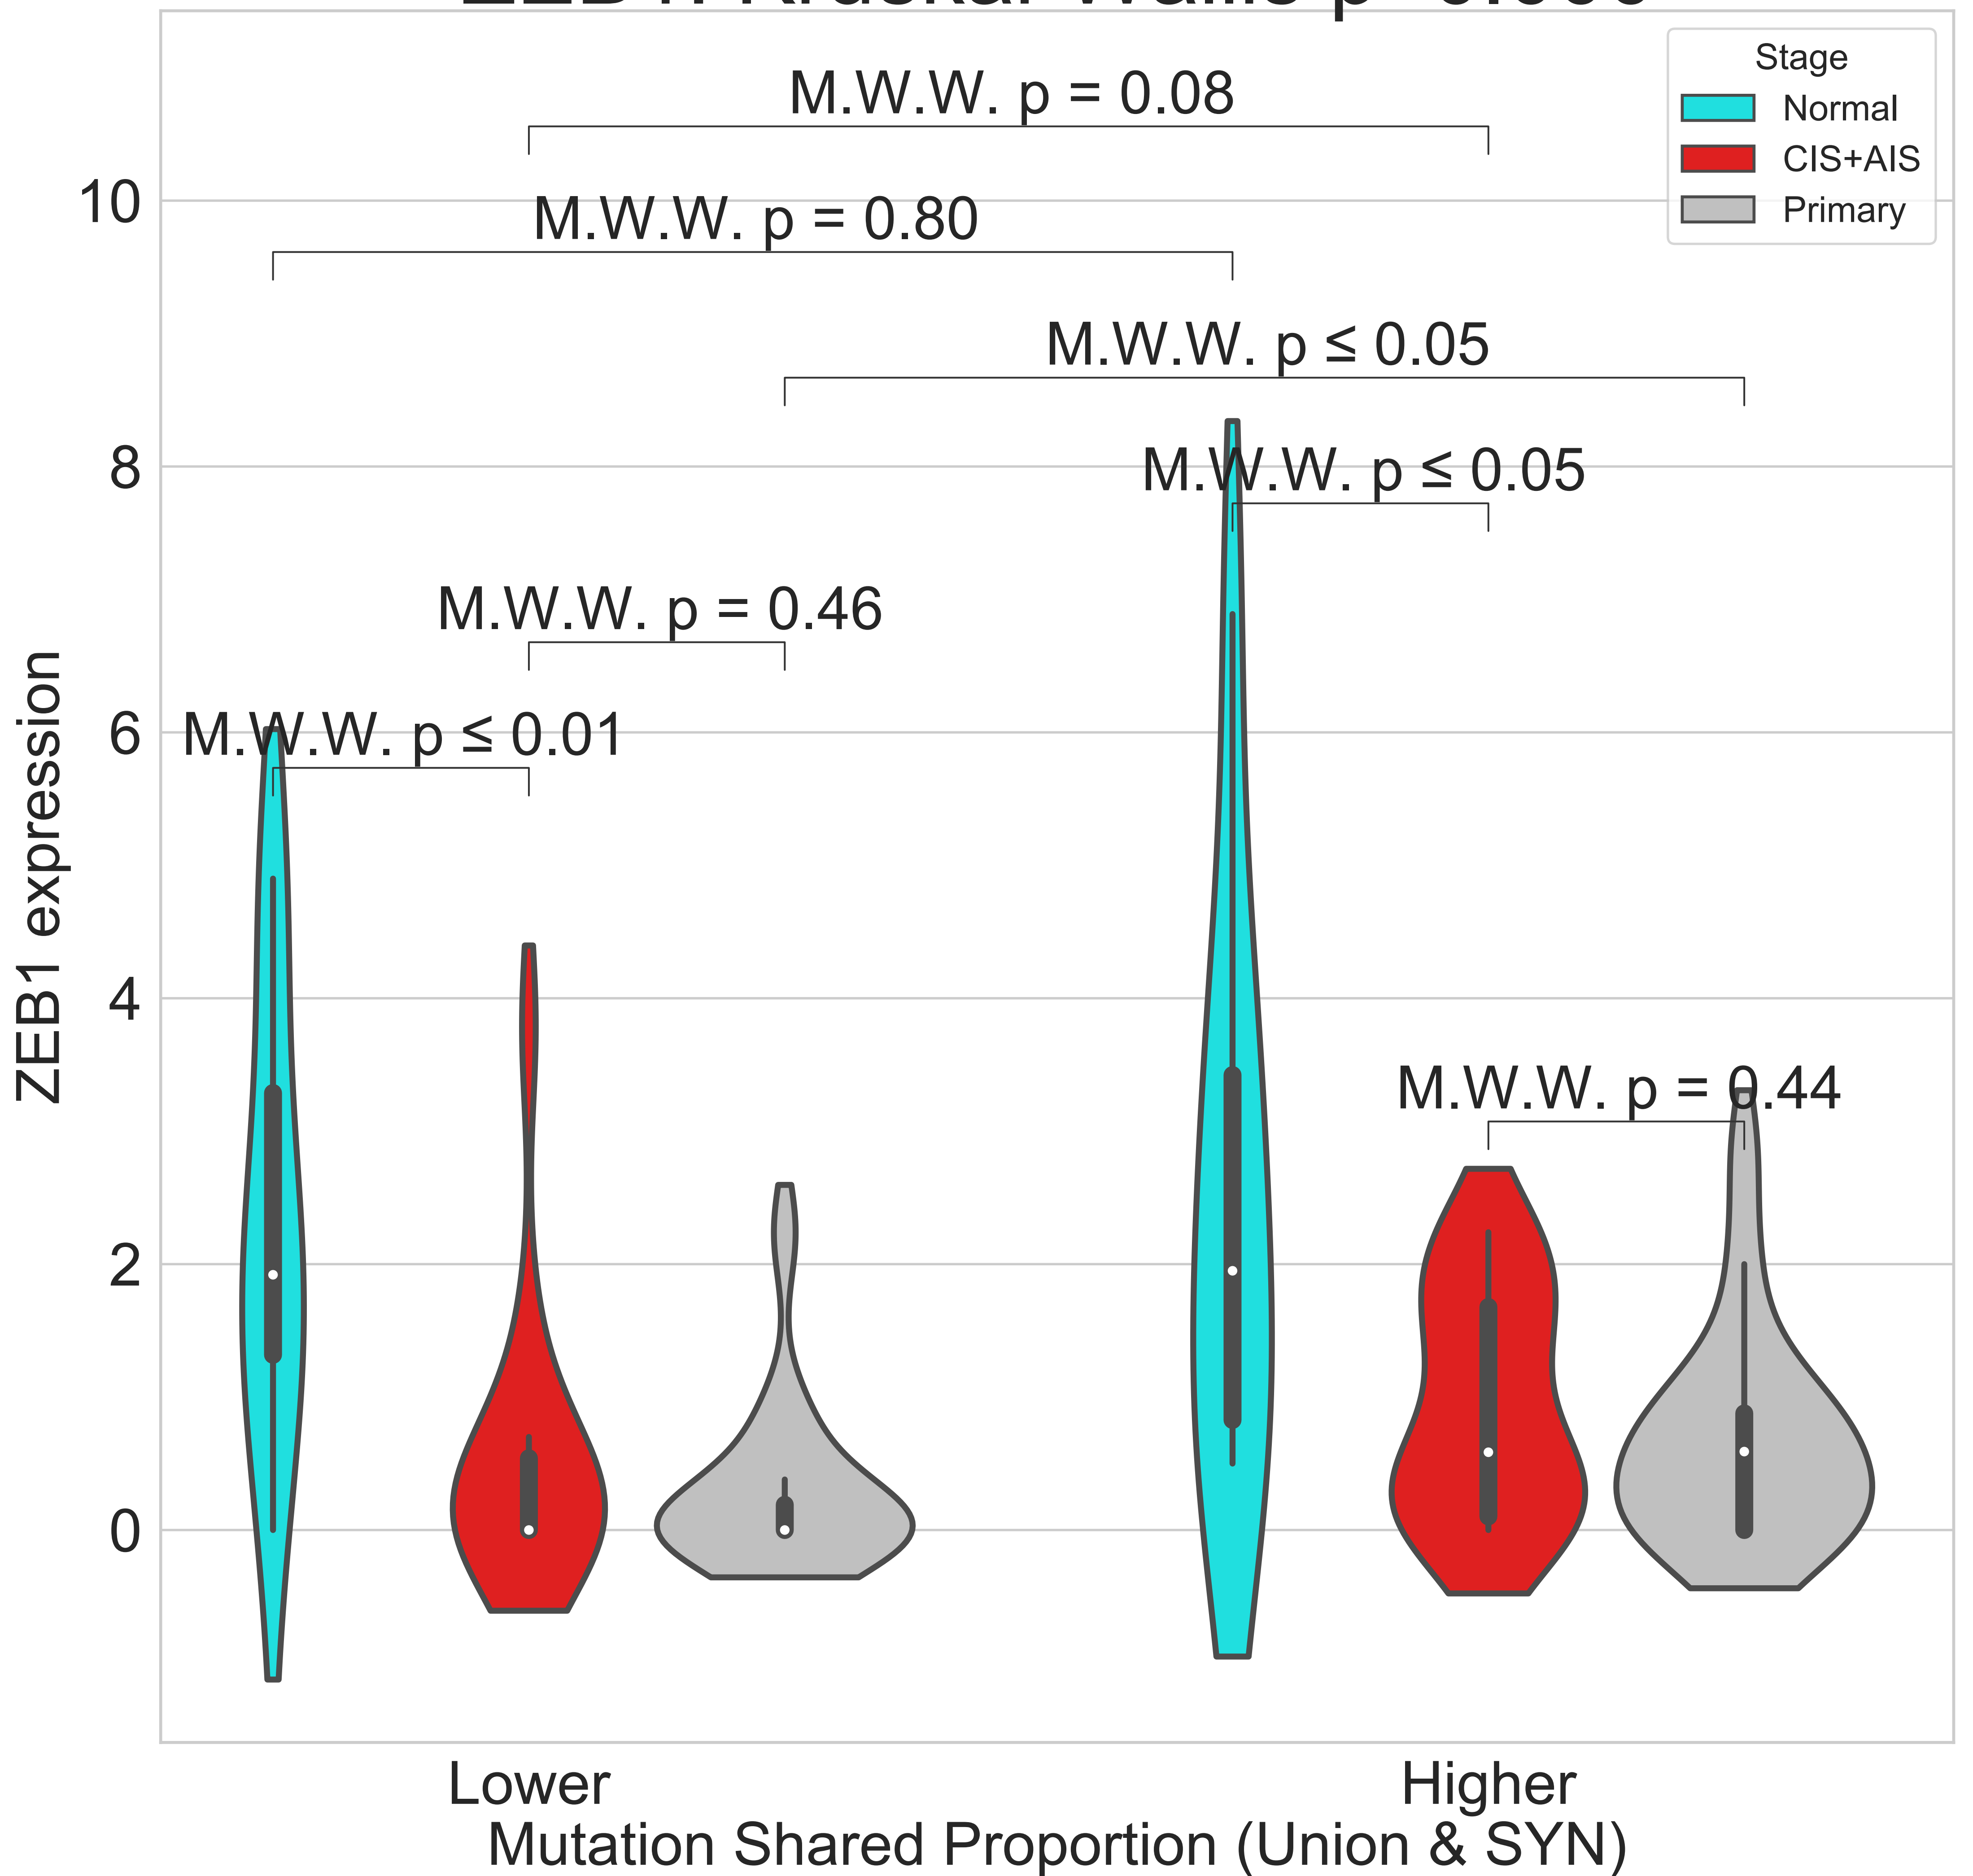 Stage
Normal
CIS+AIS
Primary
M.W.W. p = 0.08
M.W.W. p = 0.80
M.W.W. p ≤ 0.05
M.W.W. p ≤ 0.05
M.W.W. p = 0.46
M.W.W. p ≤ 0.01
M.W.W. p = 0.44
10
8
6
4
2
0
ZEB1 expression
Lower
Higher
Mutation Shared Proportion (Union & SYN)